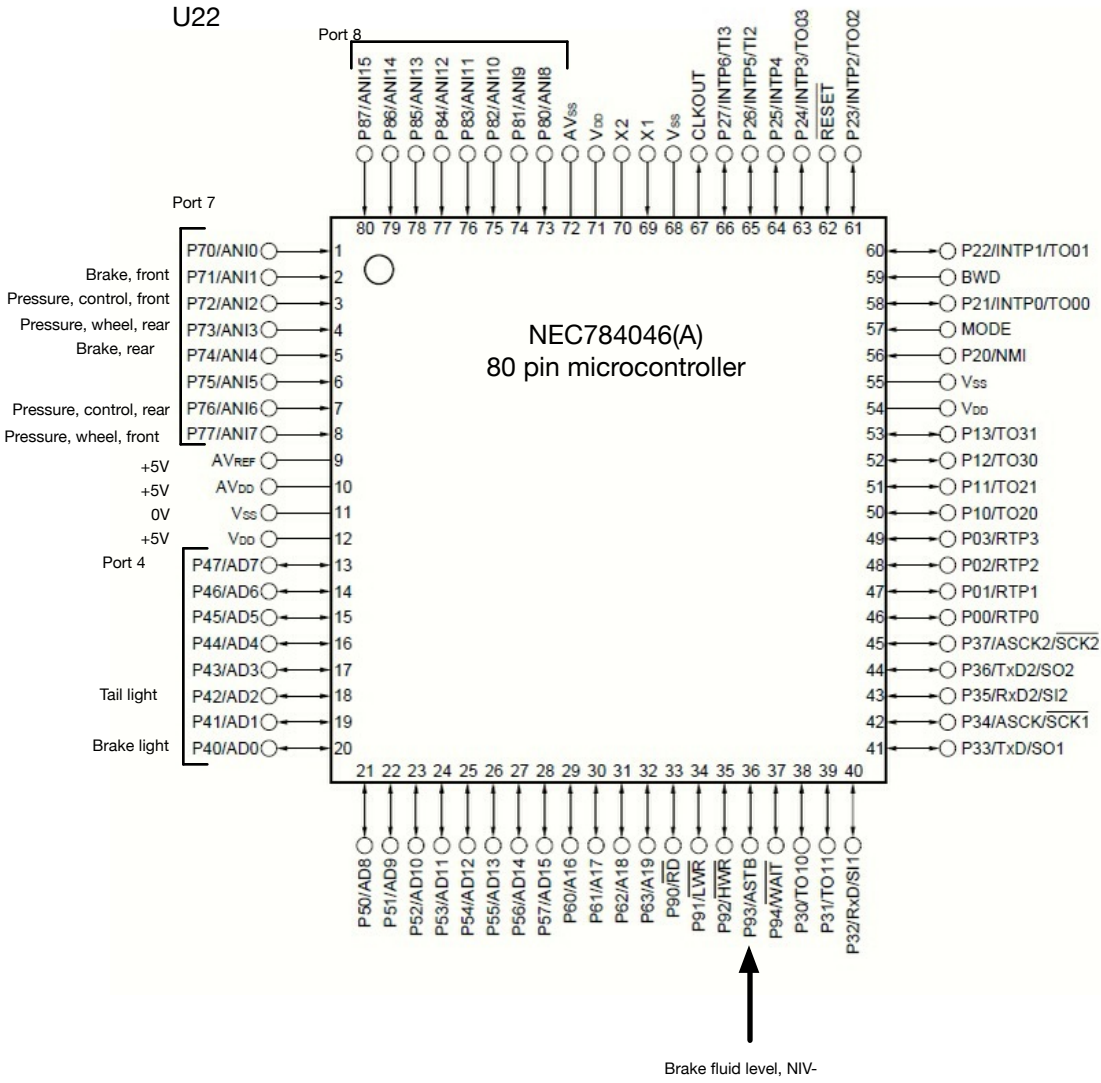 U22
Port 8
P87/ANI15
P86/ANI14
P85/ANI13
P84/ANI12
P83/ANI11
P82/ANI10
P81/ANI9
P80/ANI8
AVSS
VDD
X2
X1
VSS
CLKOUT
P27/INTP6/TI3
P26/INTP5/TI2
P25/INTP4
P24/INTP3/TO03
RESET
P23/INTP2/TO02
80 79 78 77 76 75 74 73 72 71 70 69 68 67 66 65 64 63 62 61
Port 7
P70/ANI0 1
Brake, front P71/ANI1 2
Pressure, control, front P72/ANI2 3
Pressure, wheel, rear P73/ANI3 4
Brake, rear P74/ANI4 5
P75/ANI5 6
Pressure, control, rear P76/ANI6 7
Pressure, wheel, front P77/ANI7 8
+5V AVREF 9
+5V AVDD 10
0V VSS 11
+5V VDD 12
Port 4
P47/AD7 13
P46/AD6 14
P45/AD5 15
P44/AD4 16
P43/AD3 17
Tail light P42/AD2 18
P41/AD1 19
Brake light P40/AD0 20
NEC784046(A)
80 pin microcontroller
60 P22/INTP1/TO01
59 BWD
58 P21/INTP0/TO00
57 MODE
56 P20/NMI
55 VSS
54 VDD
53 P13/TO31
52 P12/TO30
51 P11/TO21
50 P10/TO20
49 P03/RTP3
48 P02/RTP2
47 P01/RTP1
46 P00/RTP0
45 P37/ASCK2/SCK2
44 P36/TxD2/SO2
43 P35/RxD2/SI2
42 P34/ASCK/SCK1
41 P33/TxD/SO1
21 22 23 24 25 26 27 28 29 30 31 32 33 34 35 36 37 38 39 40
P50/AD8
P51/AD9
P52/AD10
P53/AD11
P54/AD12
P55/AD13
P56/AD14
P57/AD15
P60/A16
P61/A17
P62/A18
P63/A19
P90/RD
P91/LWR
P92/HWR
P93/ASTB
P94/WAIT
P30/TO10
P31/TO11
P32/RxD/SI1
Brake fluid level, NIV-